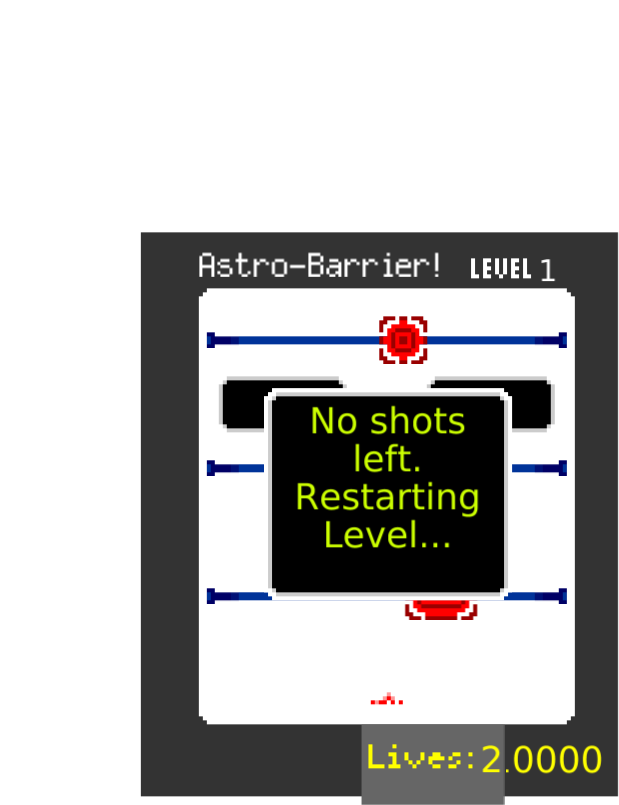 Astro-Barrier! LEVEL 1
No shots
left.
Restarting
Level...
Lives: 2.0000